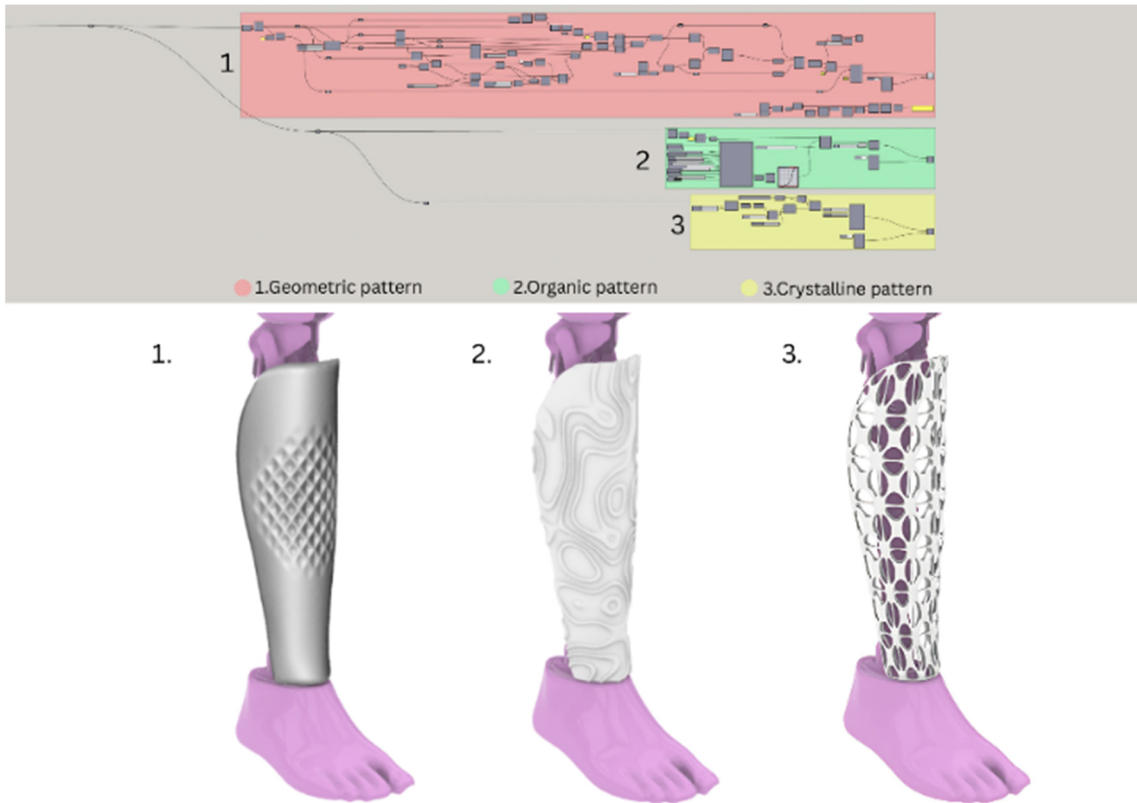 1
2
3
1.Geometric pattern
2.Organic pattern
3.Crystalline pattern
1.
2.
3.